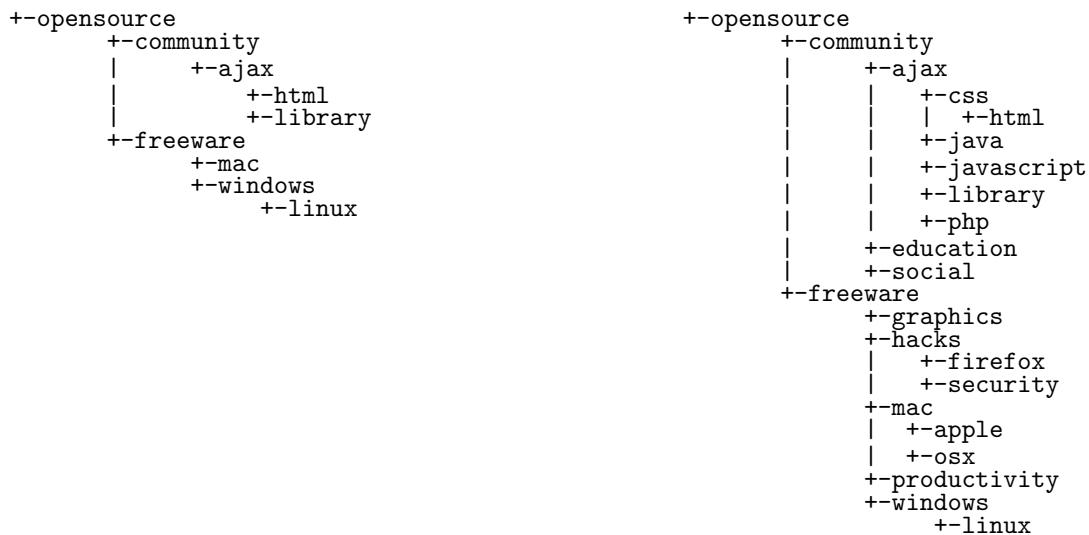 +-opensource
+-community
| +-ajax
| +-html
| +-library
+-freeware
+-mac
+-windows
+-linux
+-opensource
+-community
| +-ajax
| | +-css
| | | +-html
| | +-java
| | +-javascript
| | +-library
| | +-php
| +-education
| +-social
+-freeware
+-graphics
+-hacks
| +-firefox
| +-security
+-mac
| +-apple
| +-osx
+-productivity
+-windows
+-linux